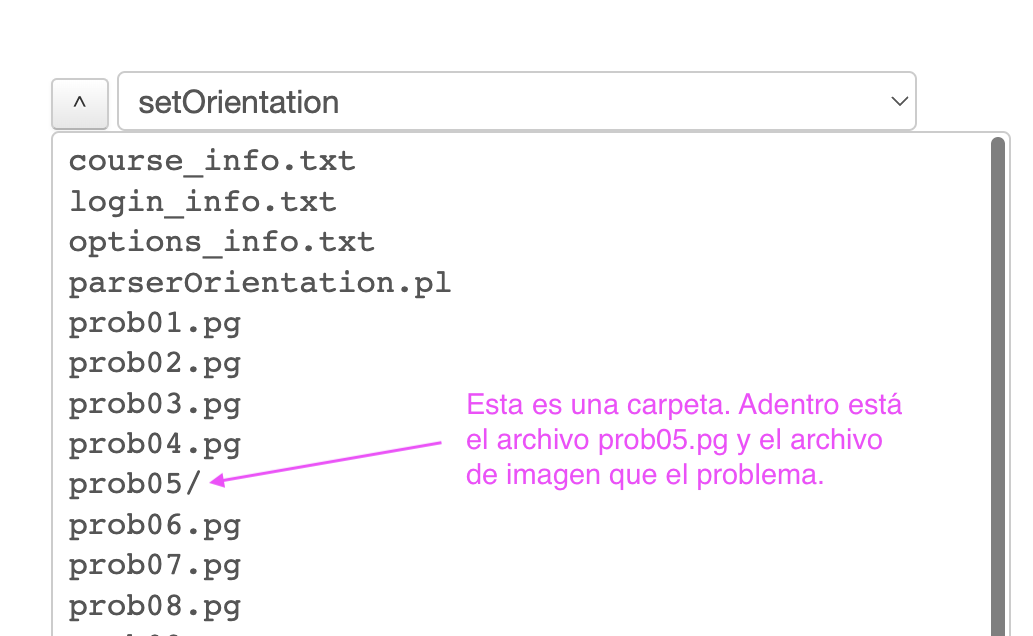 ^
setOrientation
course_info.txt
login_info.txt
options_info.txt
parserOrientation.pl
prob01.pg
prob02.pg
prob03.pg
prob04.pg
prob05/
prob06.pg
prob07.pg
prob08.pg
Esta es una carpeta. Adentro está
el archivo prob05.pg y el archivo
de imagen que el problema.